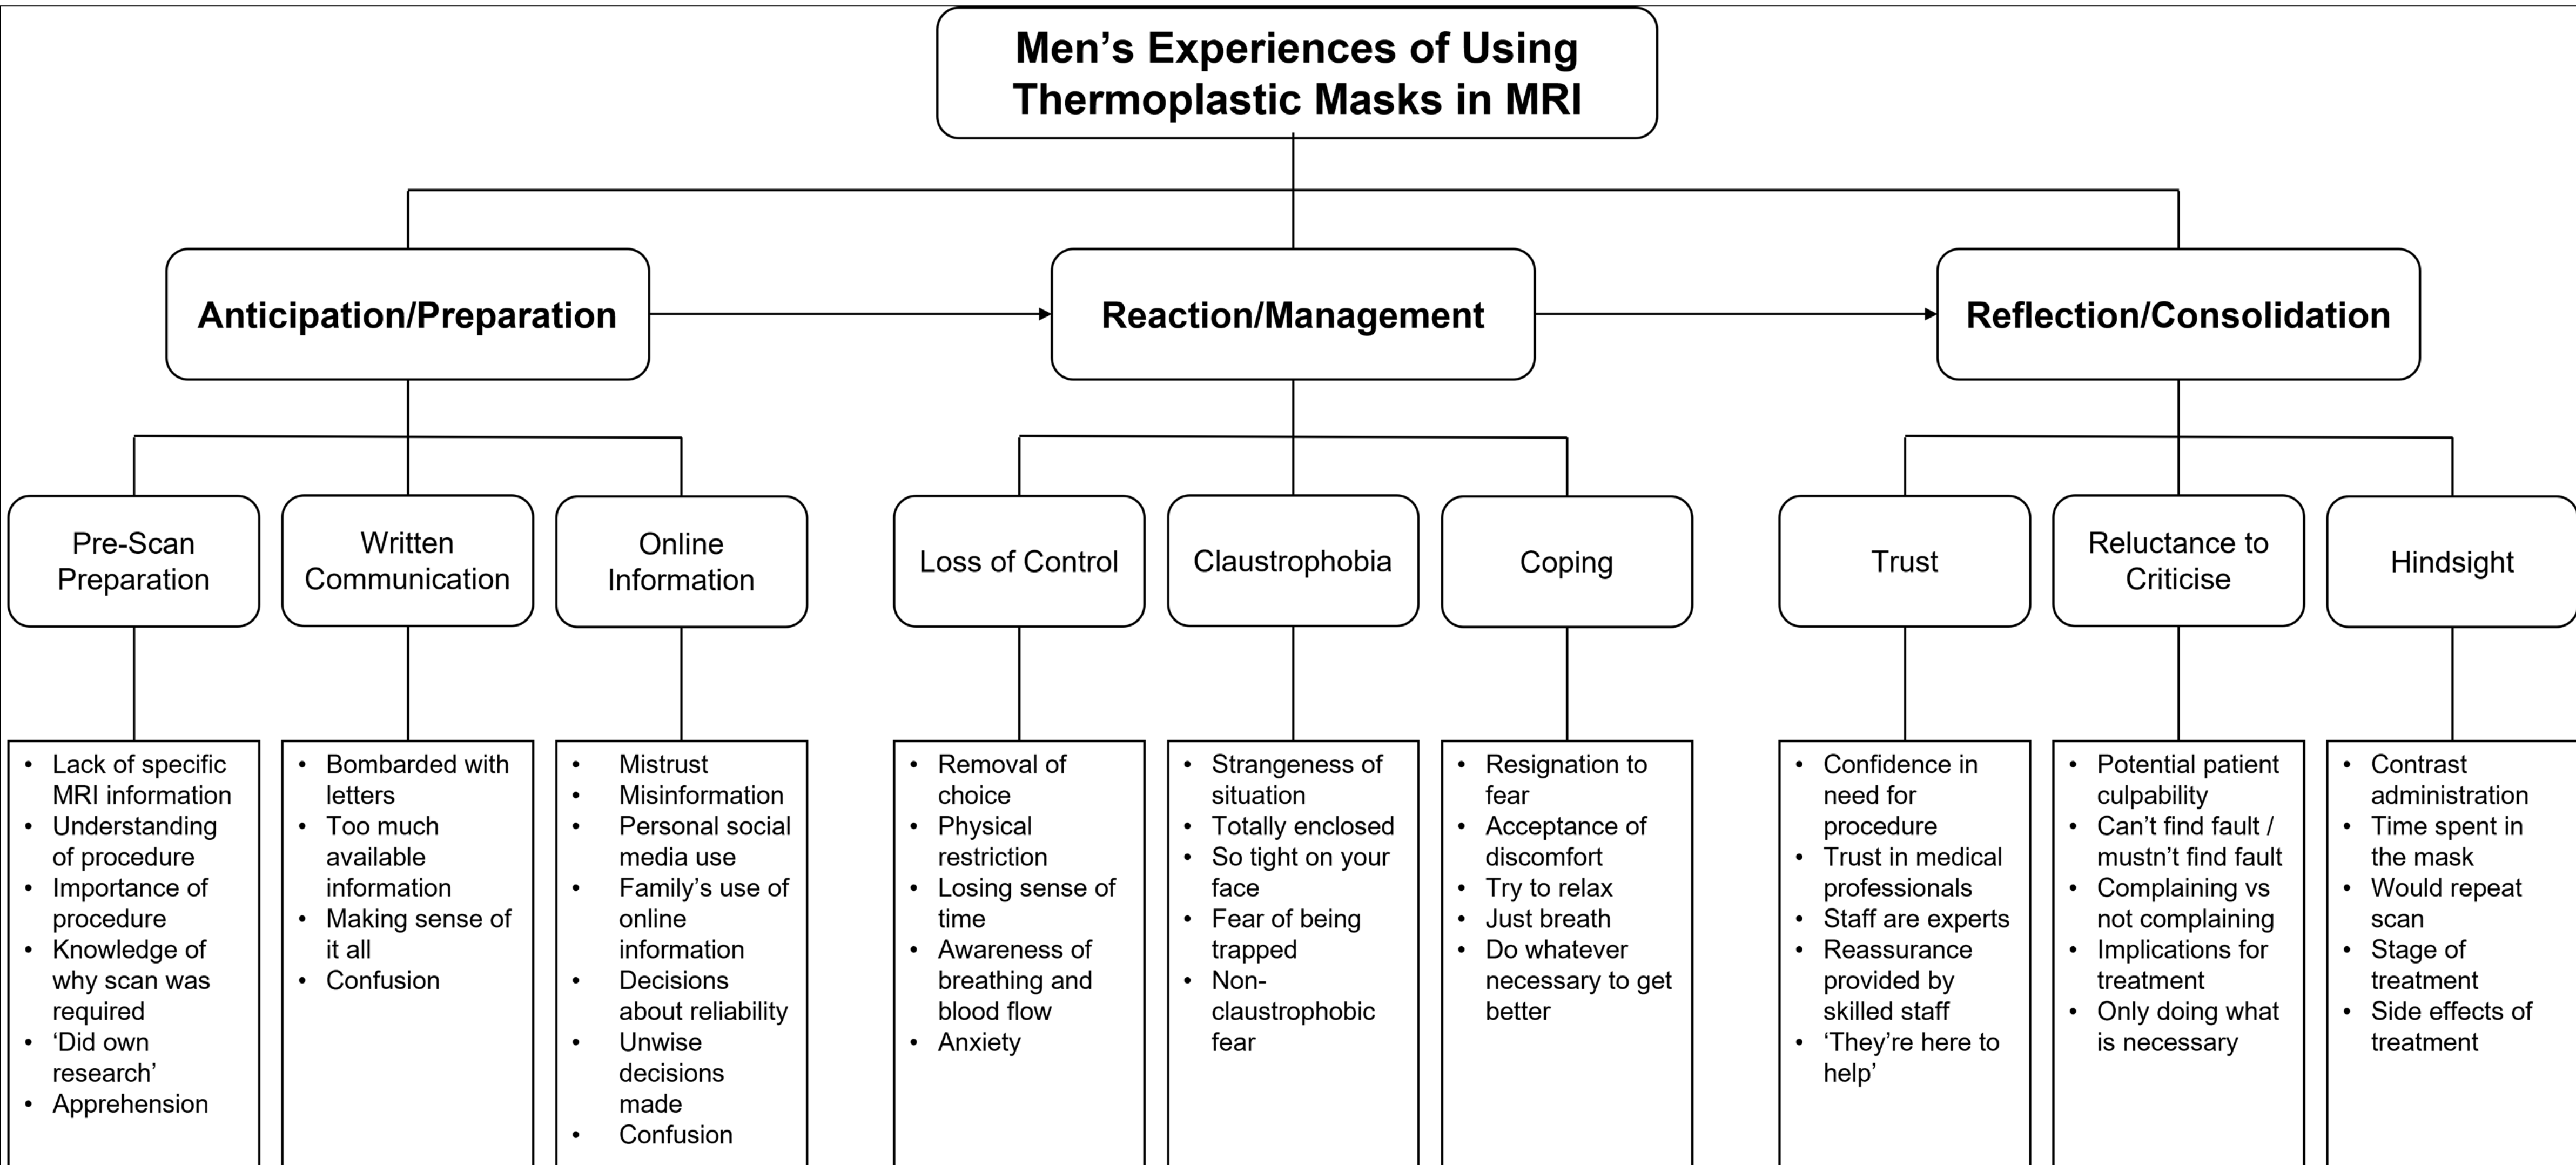 Men’s Experiences of Using
Thermoplastic Masks in MRI
Anticipation/Preparation
Reaction/Management
Reflection/Consolidation
Pre-Scan
Preparation
Written
Communication
Online
Information
Loss of Control
Claustrophobia
Coping
Trust
Reluctance to
Criticise
Hindsight
• Lack of specific
MRI information
• Understanding
of procedure
• Importance of
procedure
• Knowledge of
why scan was
required
• ‘Did own
research’
• Apprehension
• Bombarded with
letters
• Too much
available
information
• Making sense of
it all
• Confusion
• Mistrust
• Misinformation
• Personal social
media use
• Family’s use of
online
information
• Decisions
about reliability
• Unwise
decisions
made
• Confusion
• Removal of
choice
• Physical
restriction
• Losing sense of
time
• Awareness of
breathing and
blood flow
• Anxiety
• Strangeness of
situation
• Totally enclosed
• So tight on your
face
• Fear of being
trapped
• Non-
claustrophobic
fear
• Resignation to
fear
• Acceptance of
discomfort
• Try to relax
• Just breath
• Do whatever
necessary to get
better
• Confidence in
need for
procedure
• Trust in medical
professionals
• Staff are experts
• Reassurance
provided by
skilled staff
• ‘They’re here to
help’
• Potential patient
culpability
• Can’t find fault /
mustn’t find fault
• Complaining vs
not complaining
• Implications for
treatment
• Only doing what
is necessary
• Contrast
administration
• Time spent in
the mask
• Would repeat
scan
• Stage of
treatment
• Side effects of
treatment